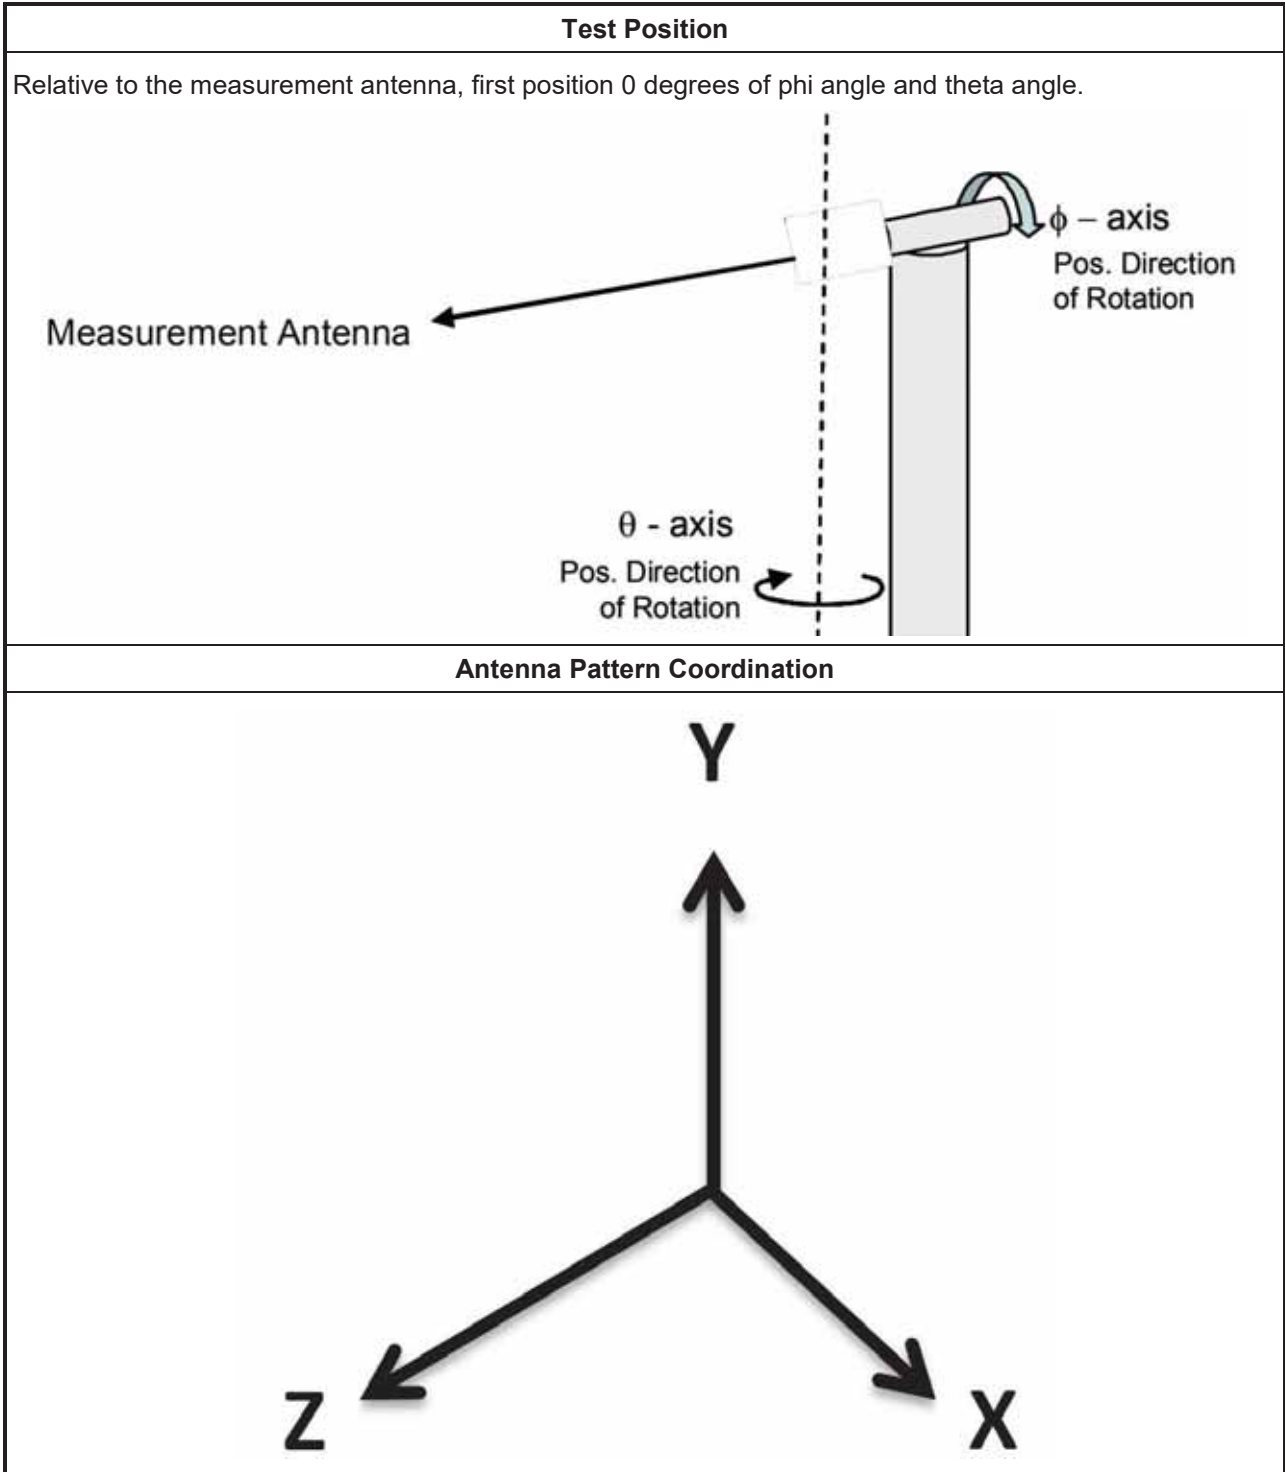 Test Position
Relative to the measurement antenna, first position 0 degrees of phi angle and theta angle.
ϕ – axis
Pos. Direction
of Rotation
Measurement Antenna
θ - axis
Pos. Direction
of Rotation
Antenna Pattern Coordination
Y
Z
X